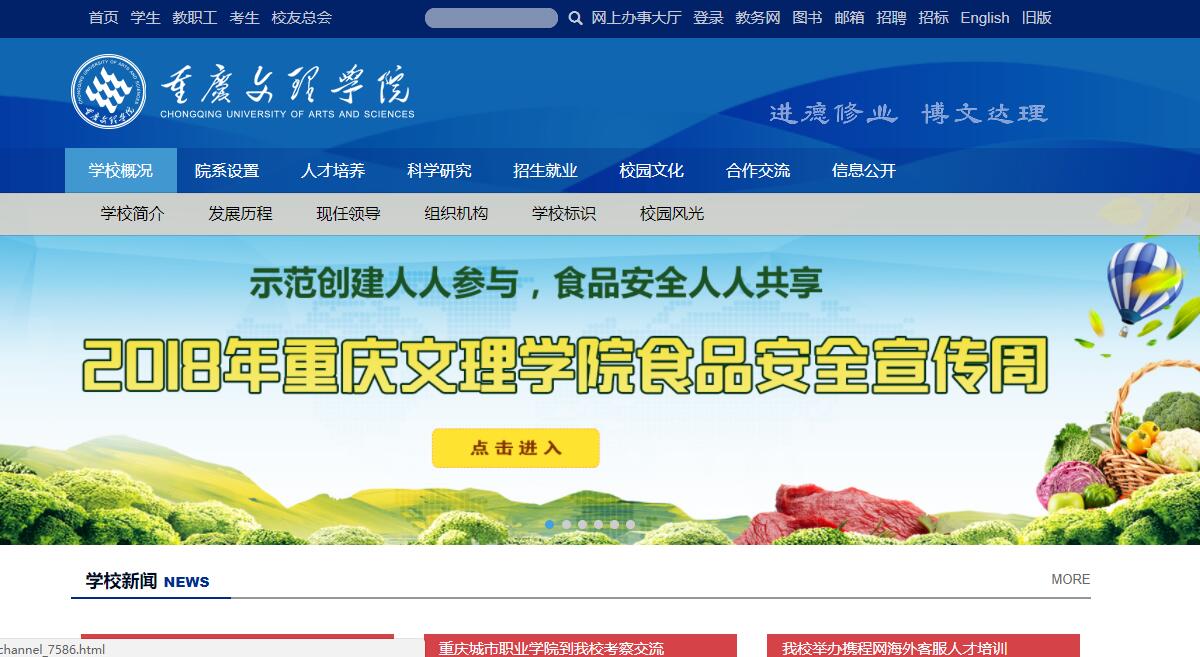 首页 学生 教职工 考生 校友总会 网上办事大厅 登录 教务网 图书 邮箱 招聘 招标 English 旧版
重庆文理学院
CHONGQING UNIVERSITY OF ARTS AND SCIENCES
进德修业 博文达理
学校概况 院系设置 人才培养 科学研究 招生就业 校园文化 合作交流 信息公开
学校简介 发展历程 现任领导 组织机构 学校标识 校园风光
示范创建人人参与，食品安全人人共享
2018年重庆文理学院食品安全宣传周
点击进入
学校新闻 NEWS MORE
重庆城市职业学院到我校考察交流 我校举办携程网海外客服人才培训
channel_7586.html